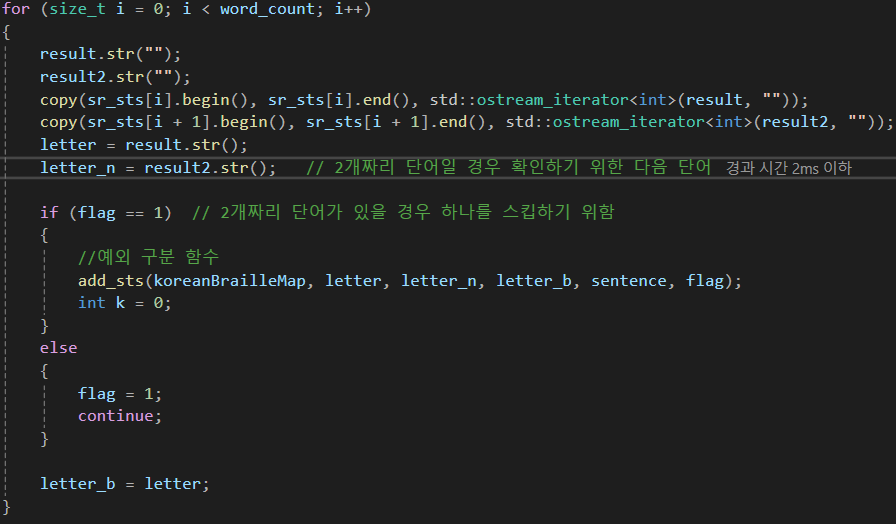 for (size_t i = 0; i < word_count; i++)
{
    result.str("");
    result2.str("");
    copy(sr_sts[i].begin(), sr_sts[i].end(), std::ostream_iterator<int>(result, ""));
    copy(sr_sts[i + 1].begin(), sr_sts[i + 1].end(), std::ostream_iterator<int>(result2, ""));
    letter = result.str();
    letter_n = result2.str();   // 2개짜리 단어일 경우 확인하기 위한 다음 단어 경과 시간 2ms 이하
    if (flag == 1)  // 2개짜리 단어가 있을 경우 하나를 스킵하기 위함
    {
        //예외 구분 함수
        add_sts(koreanBrailleMap, letter, letter_n, letter_b, sentence, flag);
        int k = 0;
    }
    else
    {
        flag = 1;
        continue;
    }
    letter_b = letter;
}